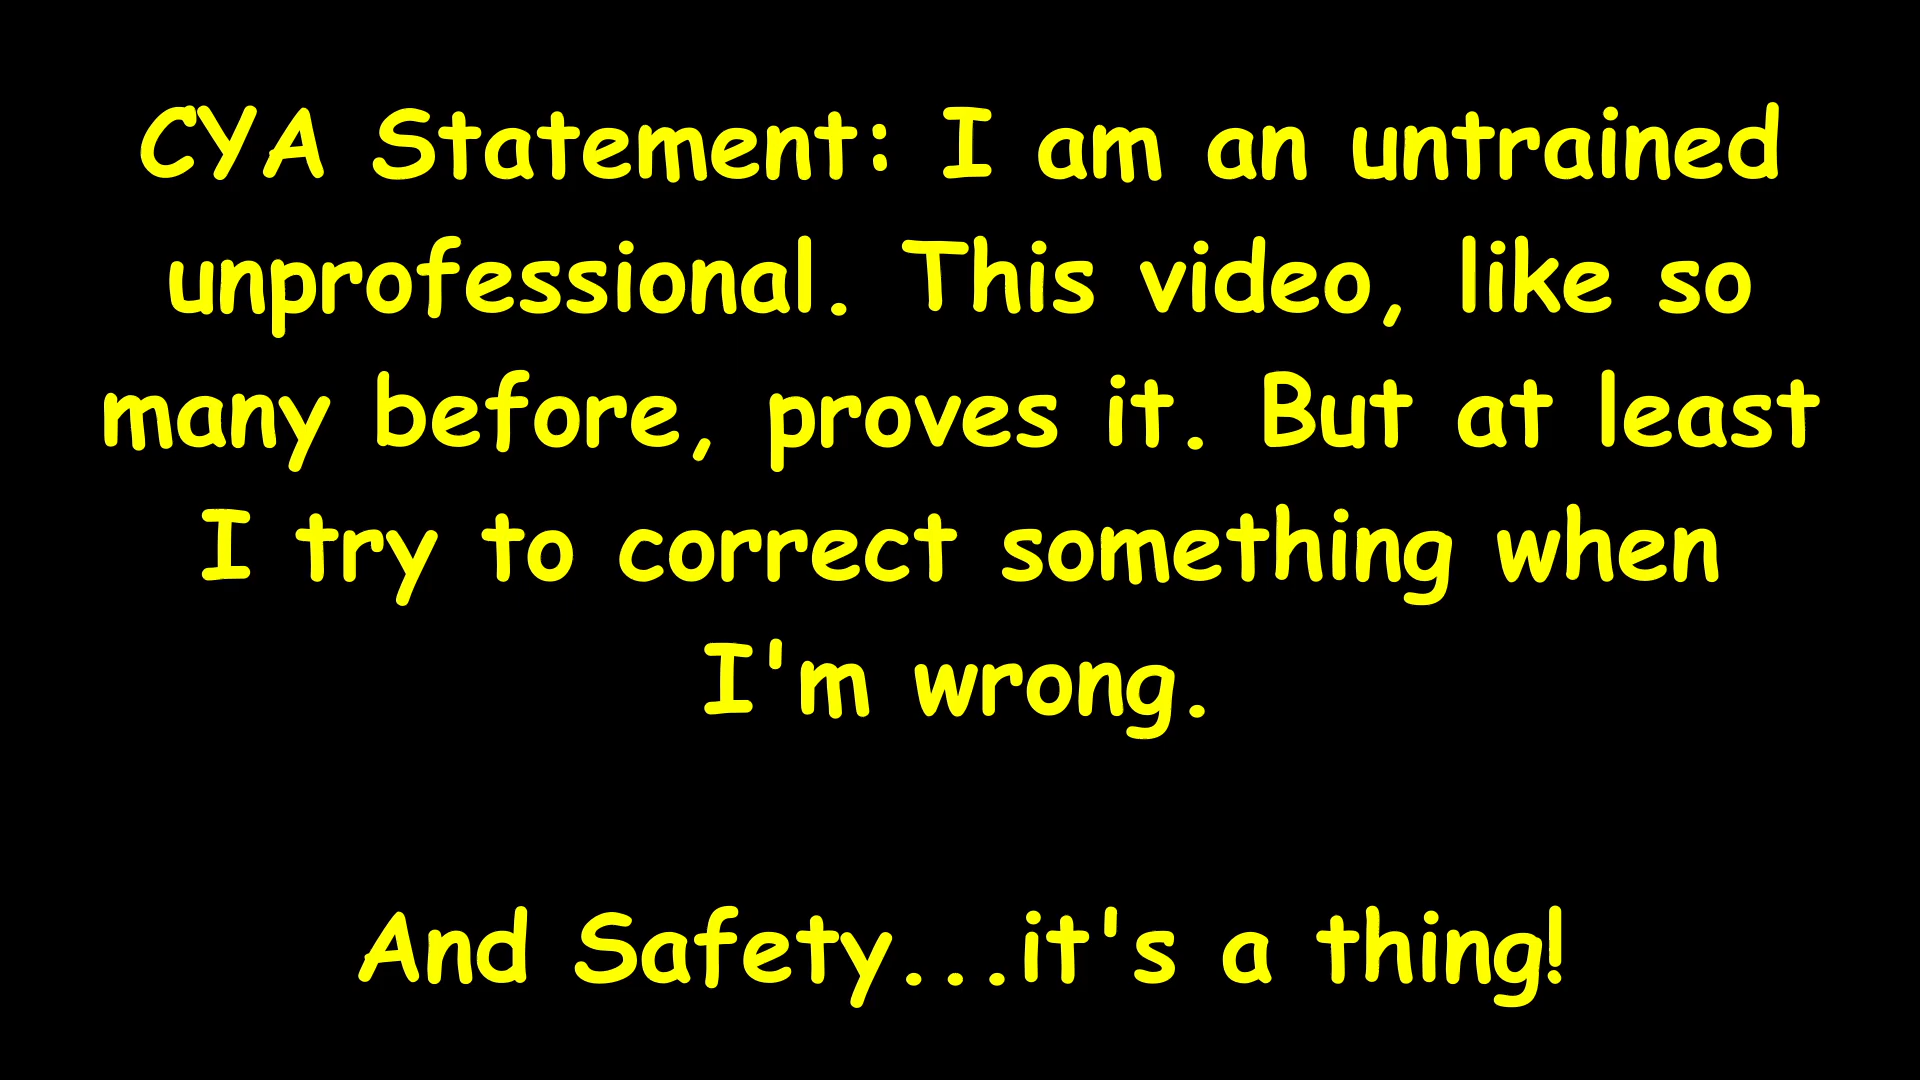 CYA Statement: I am an untrained
unprofessional. This video, like so
many before, proves it. But at least
I try to correct something when
I'm wrong.
And Safety...it's a thing!